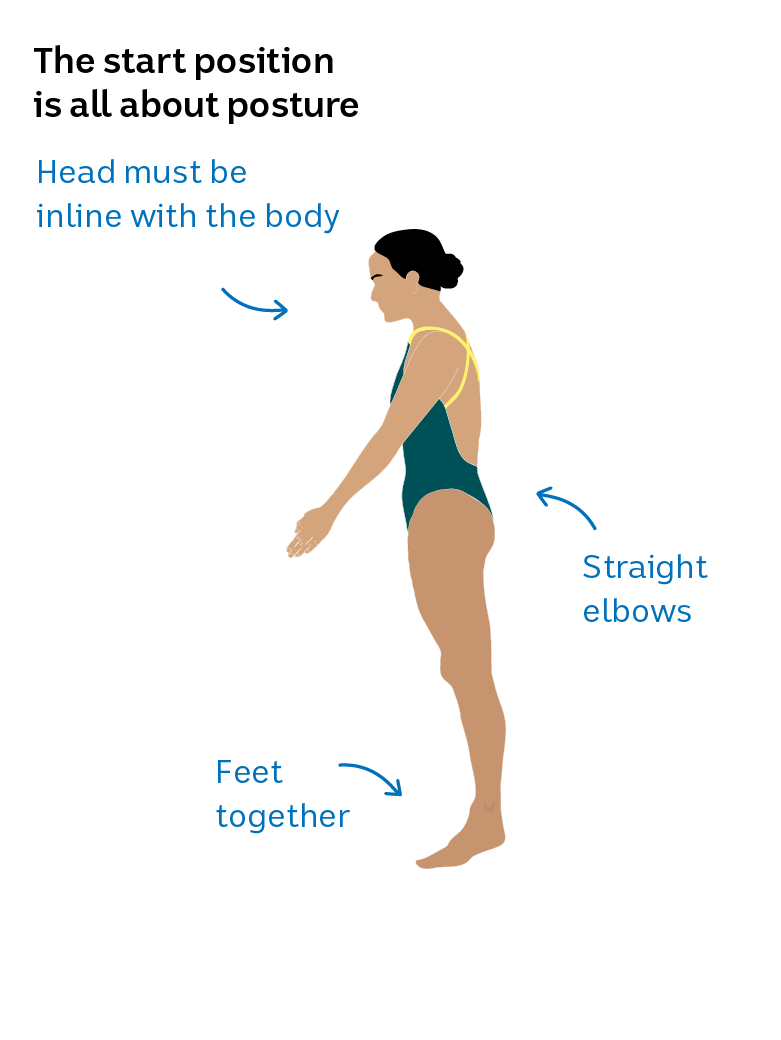 The start position
is all about posture
Head must be
inline with the body
Straight
elbows
Feet
together